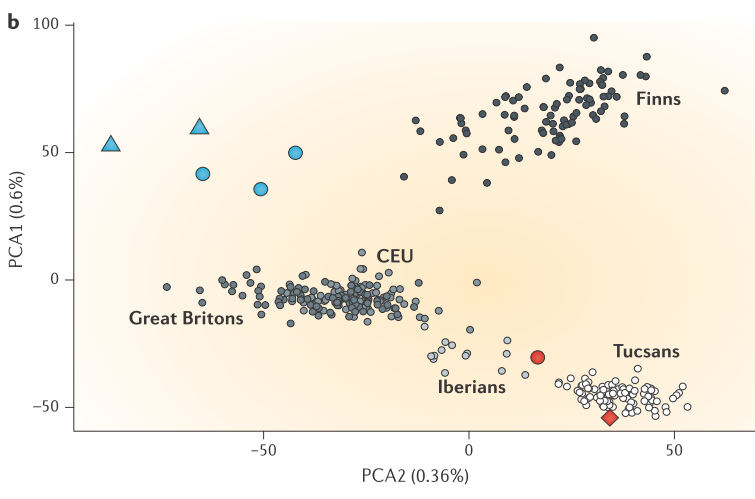 b
100
50
0
−50
PCA1 (0.6%)
Finns
CEU
Great Britons
Iberians
Tucsans
−50
0
50
PCA2 (0.36%)